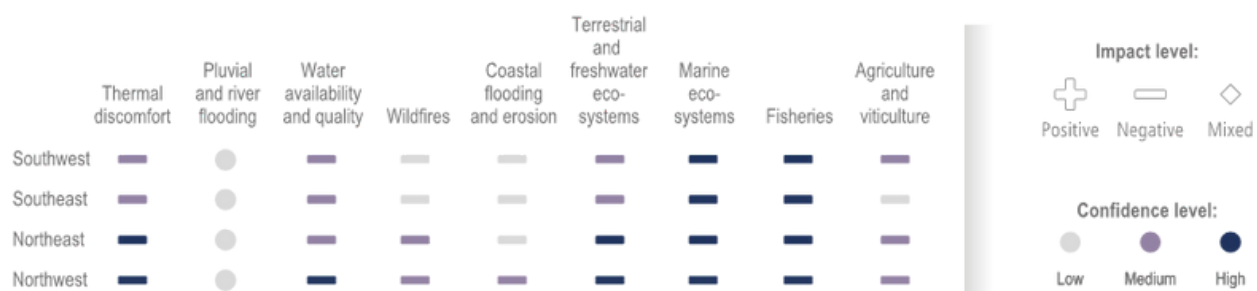 Thermal
discomfort
Pluvial
and river
flooding
Water
availability
and quality
Wildfires
Coastal
flooding
and erosion
Terrestrial
and
freshwater
eco-
systems
Marine
eco-
systems
Fisheries
Agriculture
and
viticulture
Southwest
Southeast
Northeast
Northwest
Impact level:
Positive Negative Mixed
Confidence level:
Low Medium High